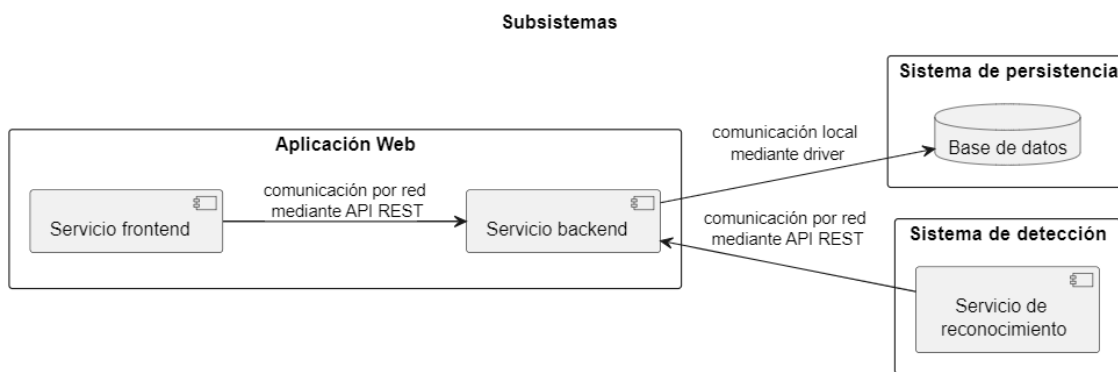 Subsistemas
Sistema de persistencia
Base de datos
comunicación local
mediante driver
Aplicación Web
comunicación por red
mediante API REST
Servicio frontend
Servicio backend
comunicación por red
mediante API REST
Sistema de detección
Servicio de
reconocimiento